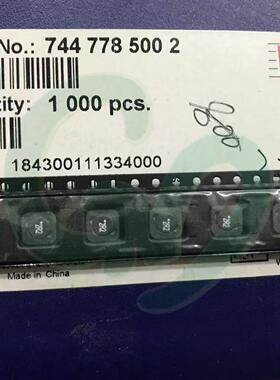 No.: 744 778 500 2
tity: 1 000 pcs.
184300111334000
Made in China